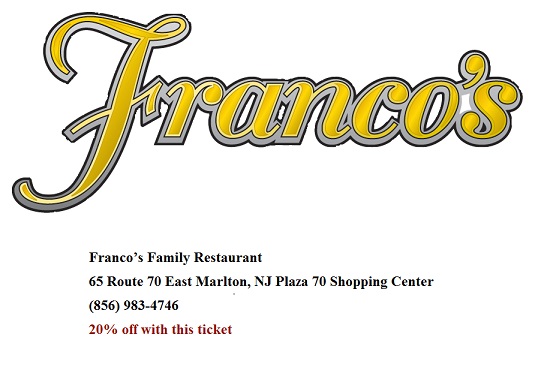 Franco's
Franco’s Family Restaurant
65 Route 70 East Marlton, NJ Plaza 70 Shopping Center
(856) 983-4746
20% off with this ticket